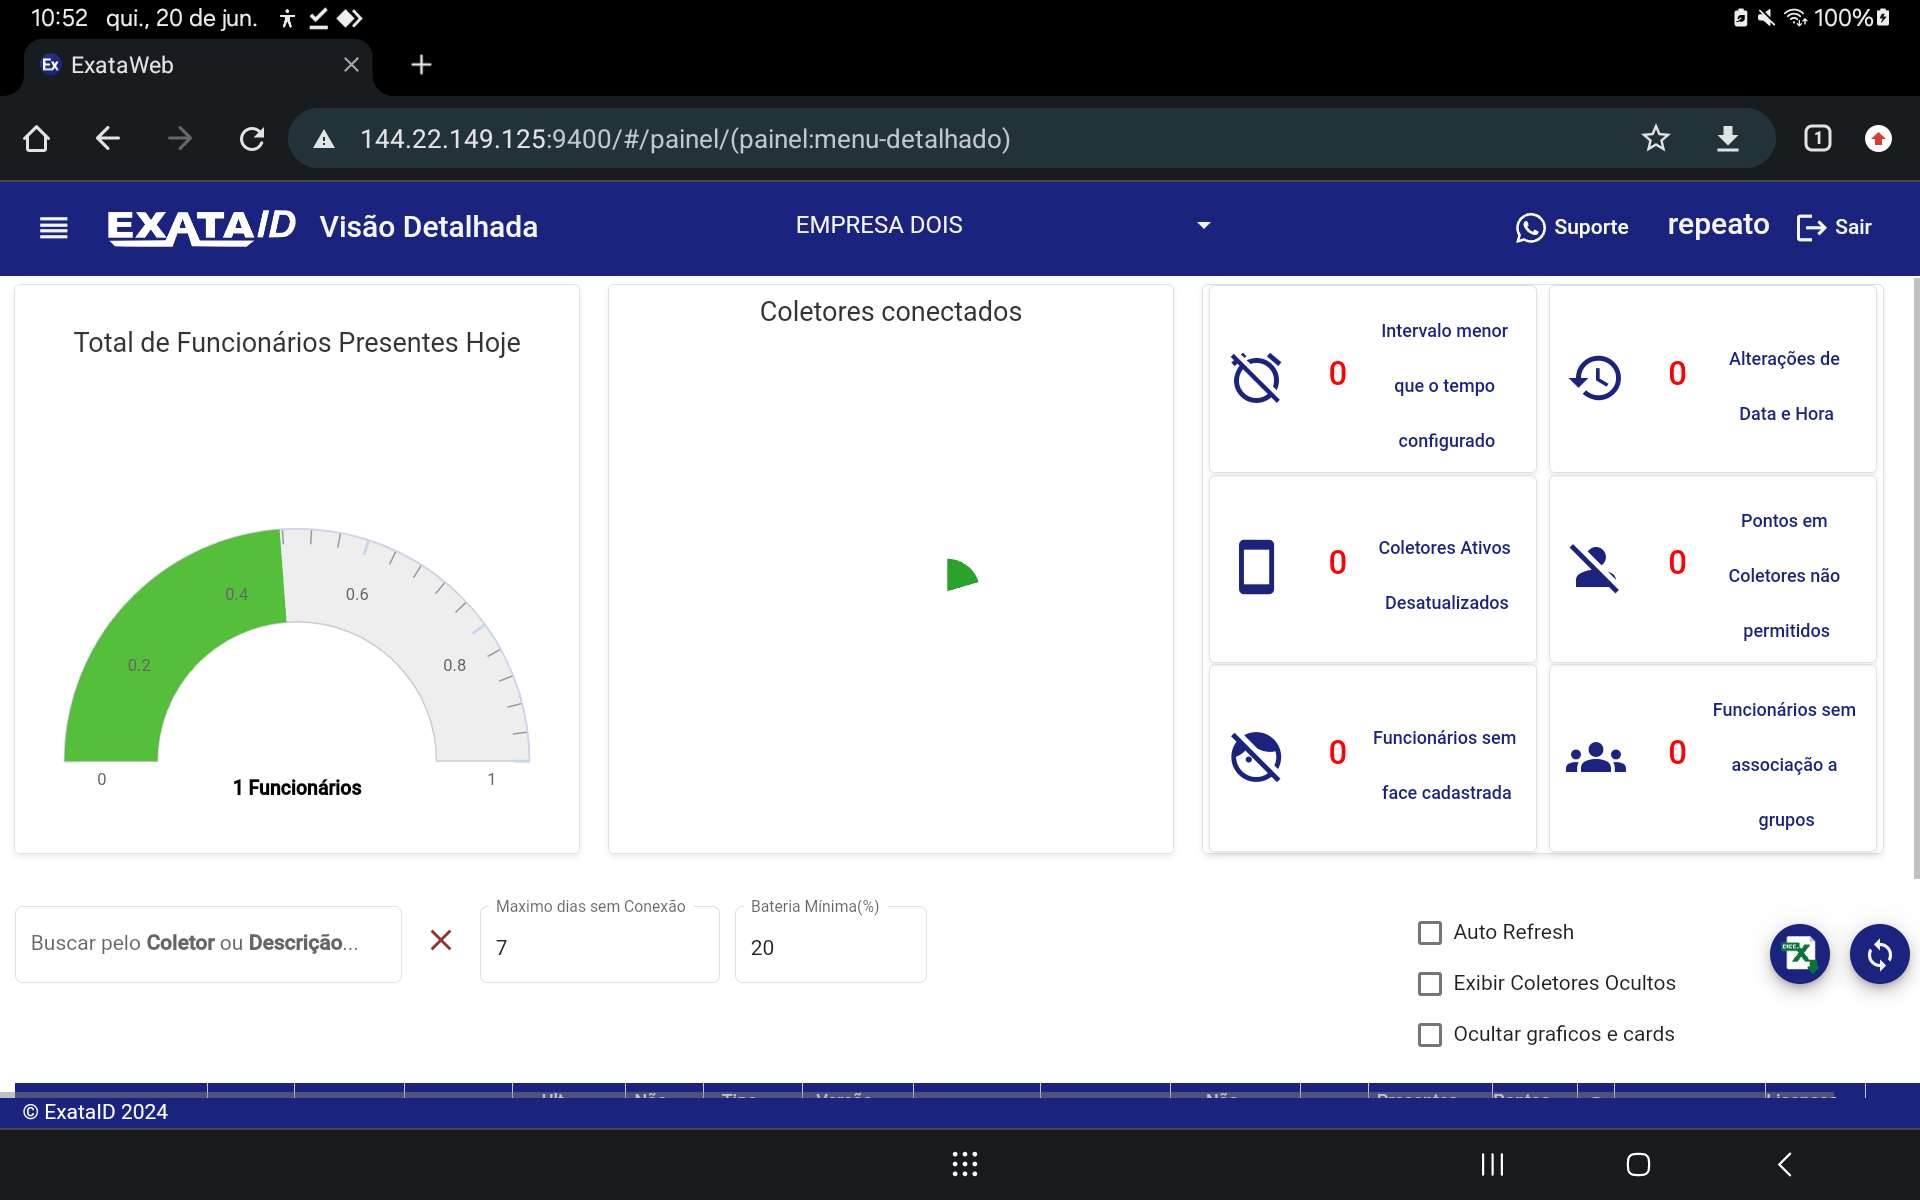 10:52 qui., 20 de jun.
100%
Ex ExataWeb
144.22.149.125:9400/#/painel/(painel:menu-detalhado)
1
EXATAID Visão Detalhada
EMPRESA DOIS
Suporte
repeato
Sair
Total de Funcionários Presentes Hoje
0
0.2
0.4
0.6
0.8
1
1 Funcionários
Coletores conectados
0
Intervalo menor
que o tempo
configurado
0
Alterações de
Data e Hora
0
Coletores Ativos
Desatualizados
0
Pontos em
Coletores não
permitidos
0
Funcionários sem
face cadastrada
0
Funcionários sem
associação a
grupos
Buscar pelo Coletor ou Descrição...
Maximo dias sem Conexão
7
Bateria Mínima(%)
20
Auto Refresh
Exibir Coletores Ocultos
Ocultar graficos e cards
© ExataID 2024